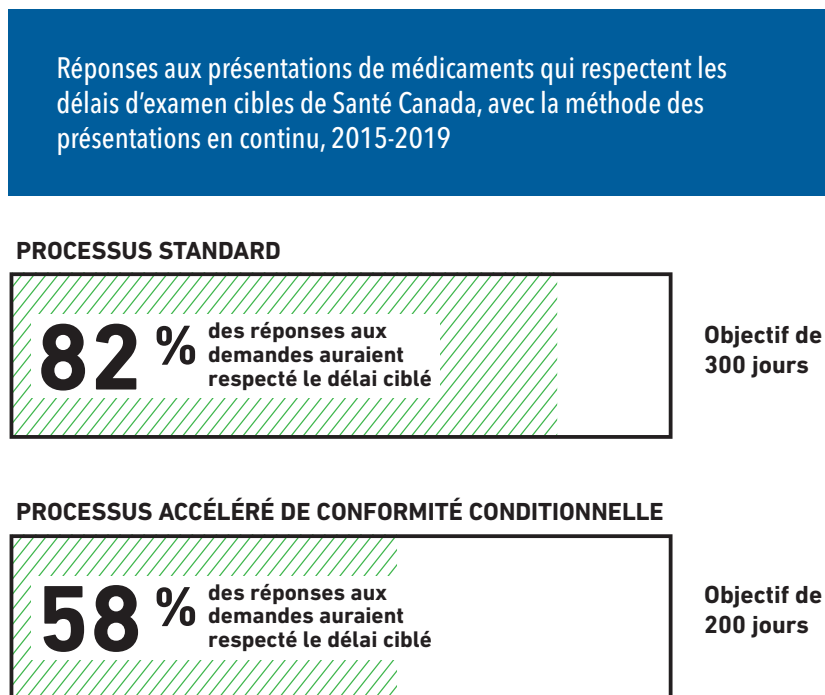 Réponses aux présentations de médicaments qui respectent les
délais d’examen cibles de Santé Canada, avec la méthode des
présentations en continu, 2015-2019
PROCESSUS STANDARD
82 % des réponses aux
demandes auraient
respecté le délai ciblé
Objectif de
300 jours
PROCESSUS ACCÉLÉRÉ DE CONFORMITÉ CONDITIONNELLE
58 % des réponses aux
demandes auraient
respecté le délai ciblé
Objectif de
200 jours